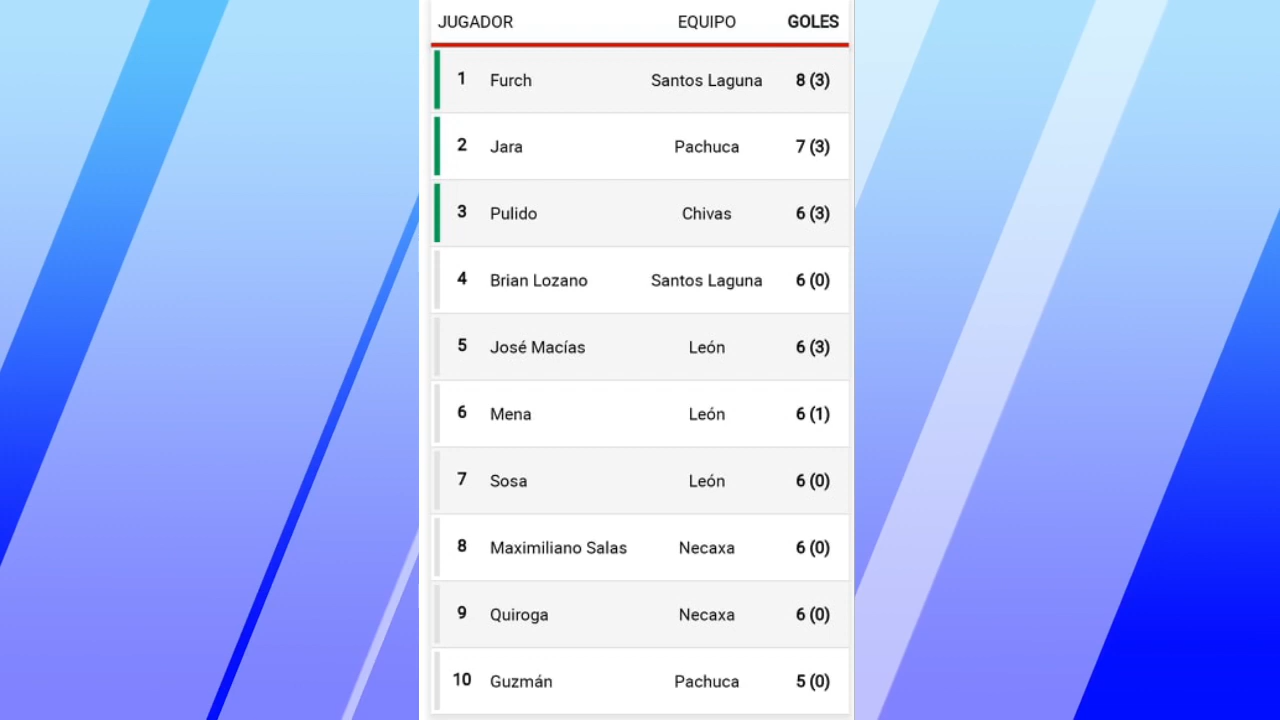 JUGADOR EQUIPO GOLES
1 Furch Santos Laguna 8 (3)
2 Jara Pachuca 7 (3)
3 Pulido Chivas 6 (3)
4 Brian Lozano Santos Laguna 6 (0)
5 José Macías León 6 (3)
6 Mena León 6 (1)
7 Sosa León 6 (0)
8 Maximiliano Salas Necaxa 6 (0)
9 Quiroga Necaxa 6 (0)
10 Guzmán Pachuca 5 (0)